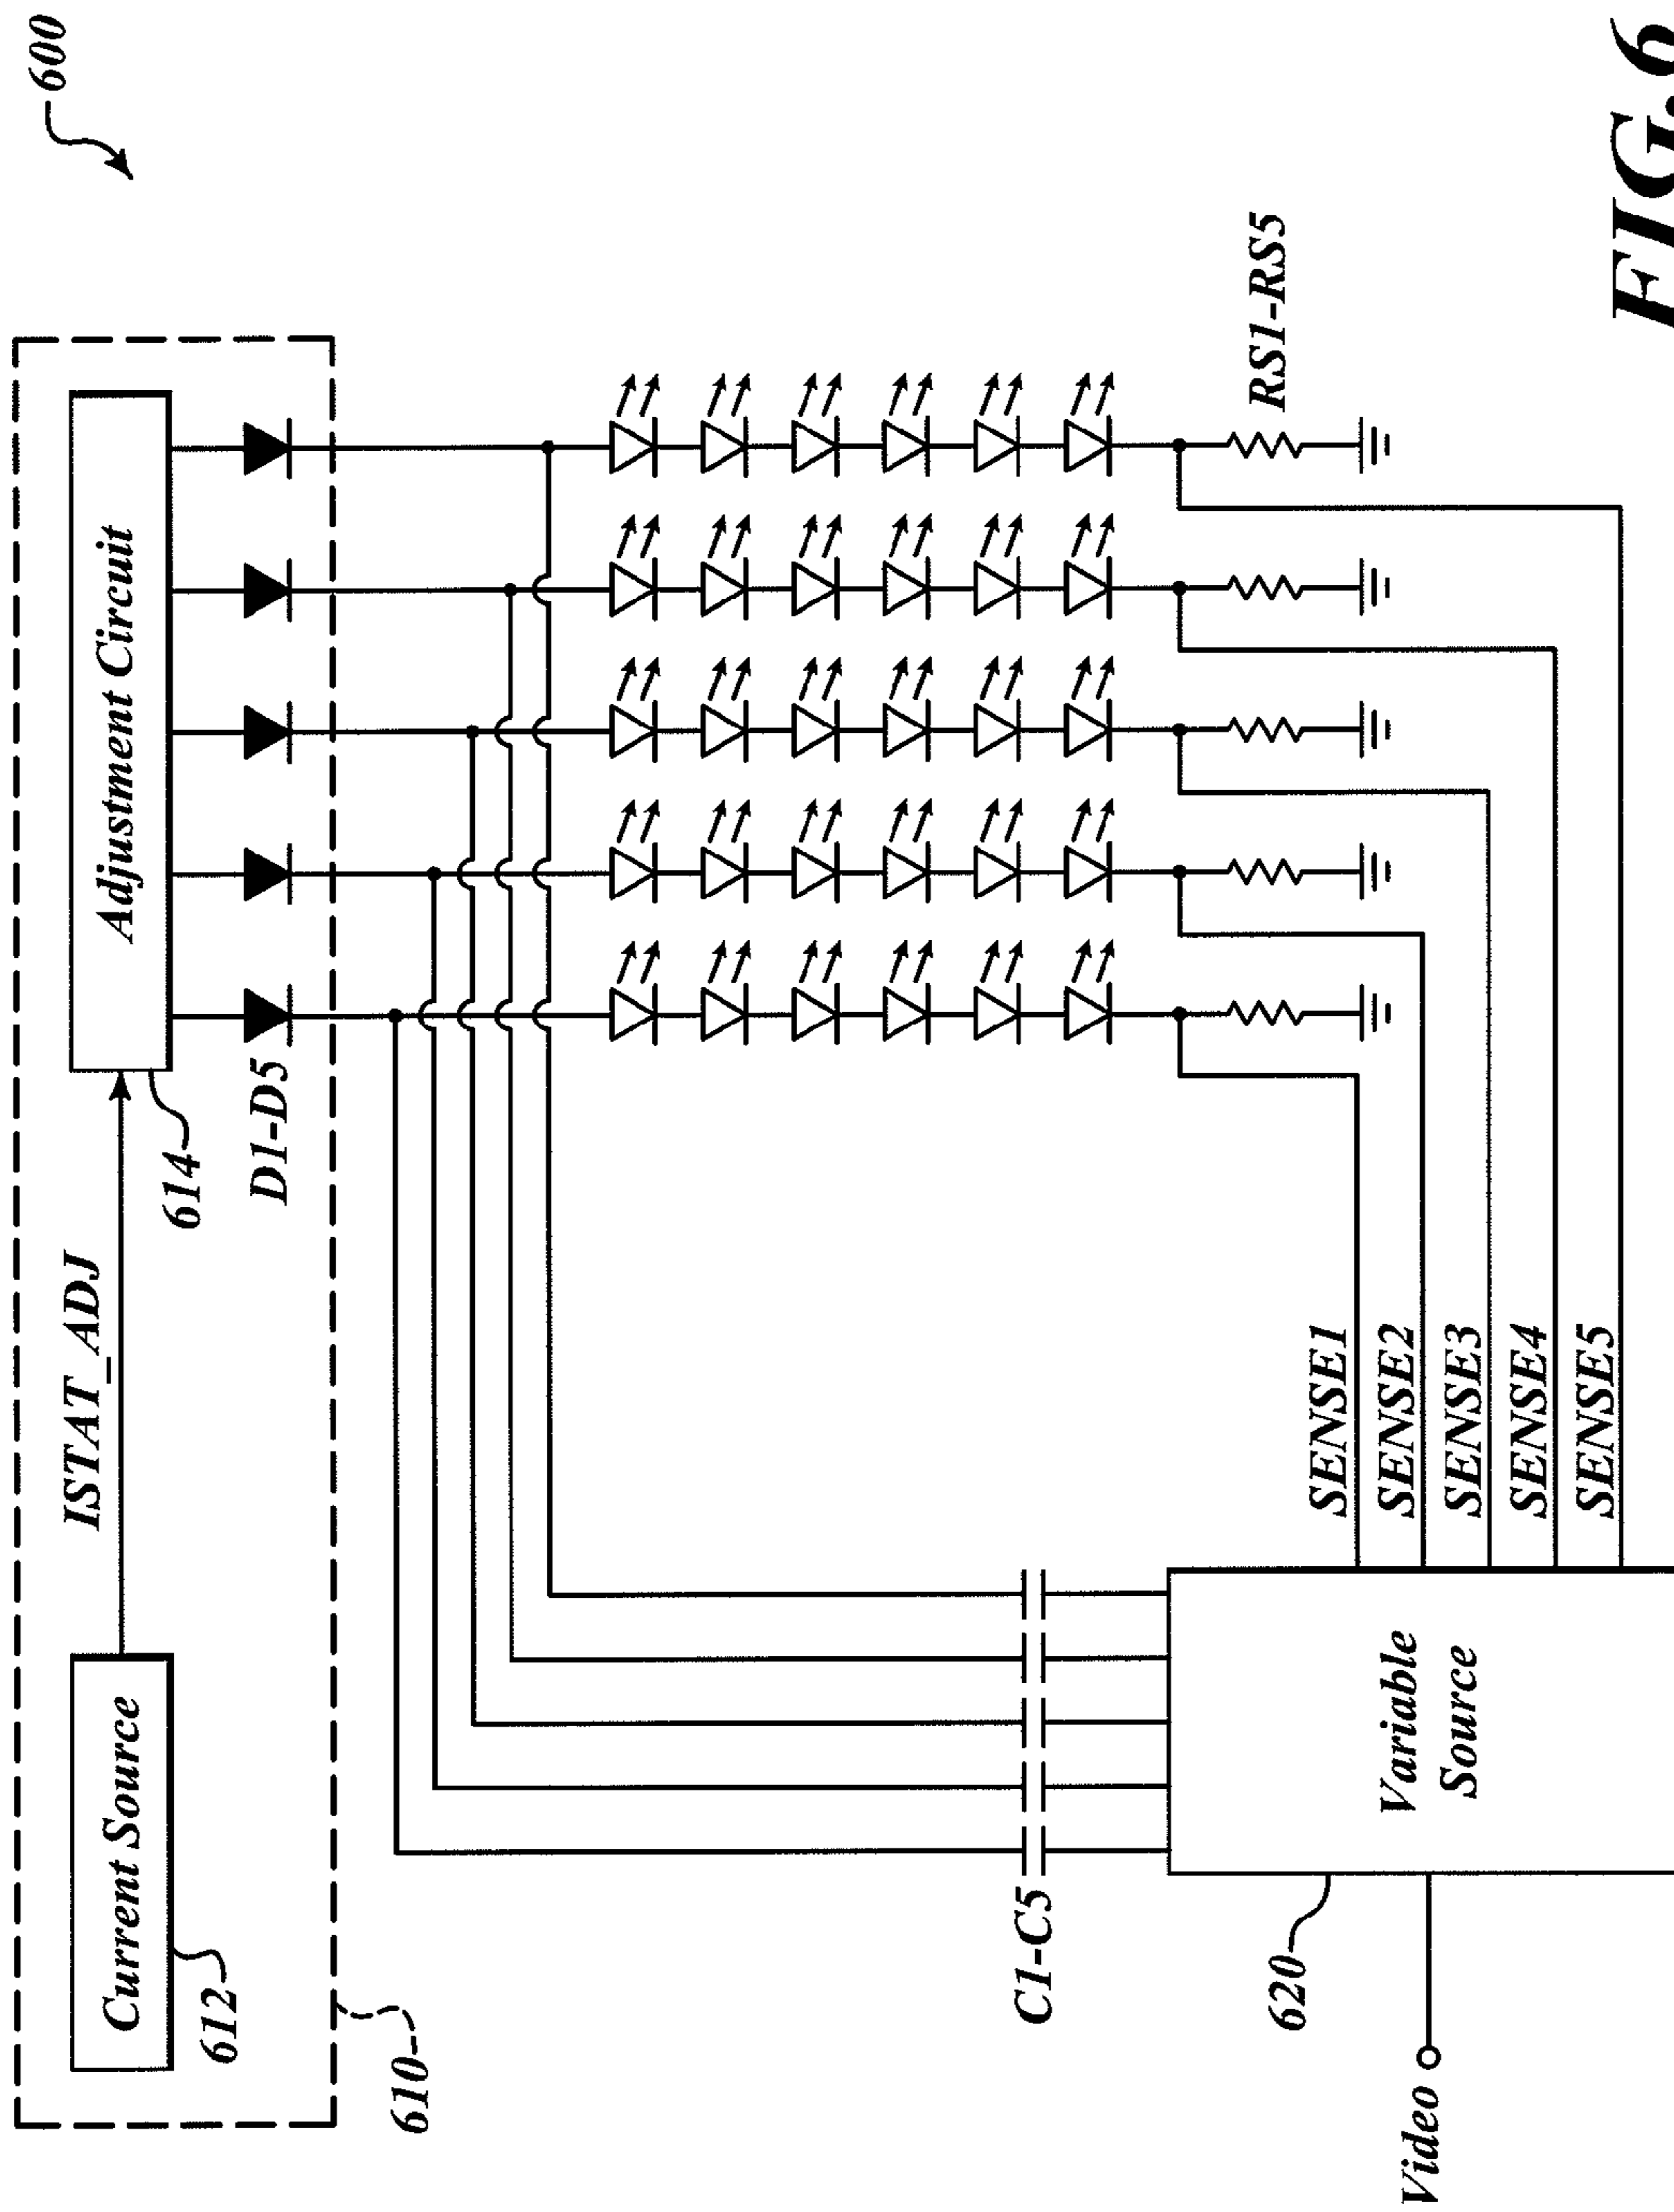 600
Current Source
612
ISTAT_ADJ
Adjustment Circuit
614
D1-D5
610
C1-C5
RS1-RS5
Variable
Source
620
Video
SENSE1
SENSE2
SENSE3
SENSE4
SENSE5
FIG.6